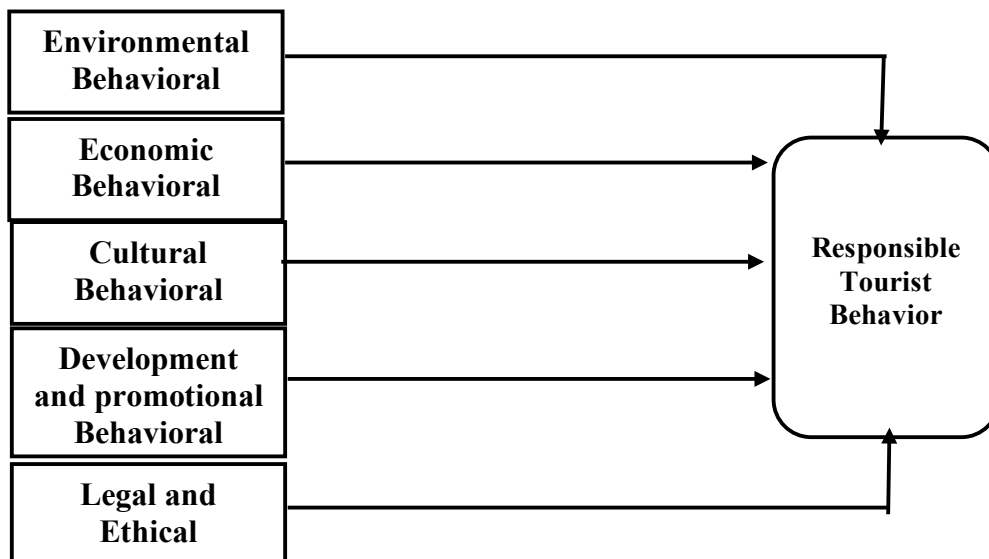 Environmental
Behavioral
Economic
Behavioral
Cultural
Behavioral
Development
and promotional
Behavioral
Legal and
Ethical
Responsible
Tourist
Behavior